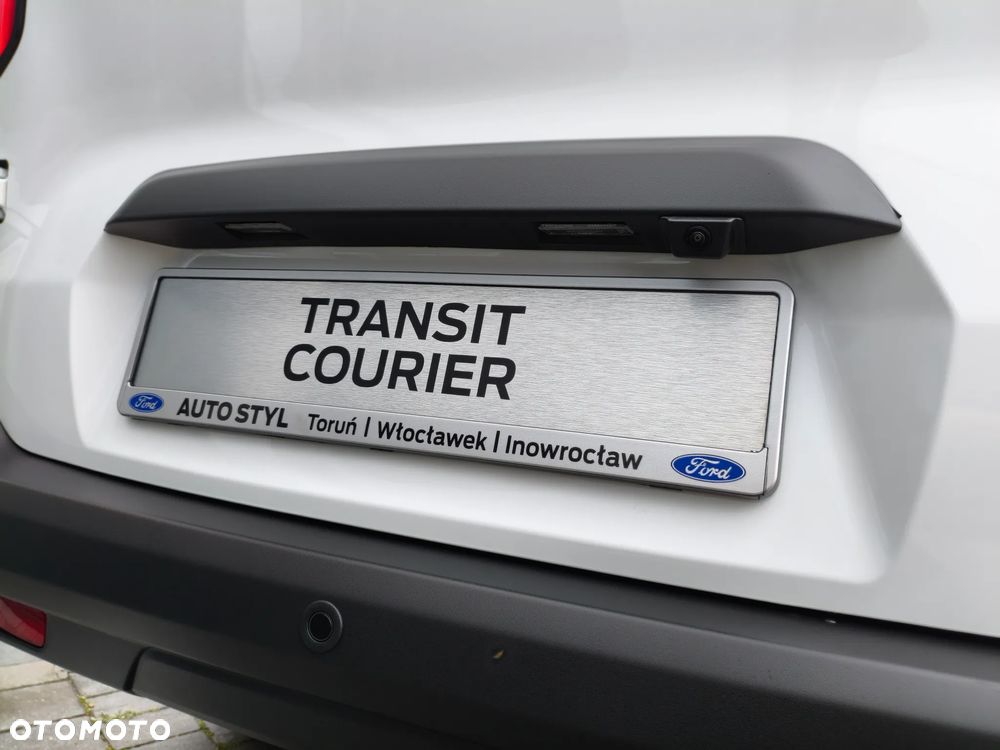 TRANSIT
COURIER
Ford AUTO STYL Toruń | Włocławek | Inowrocław Ford
OTOMOTO